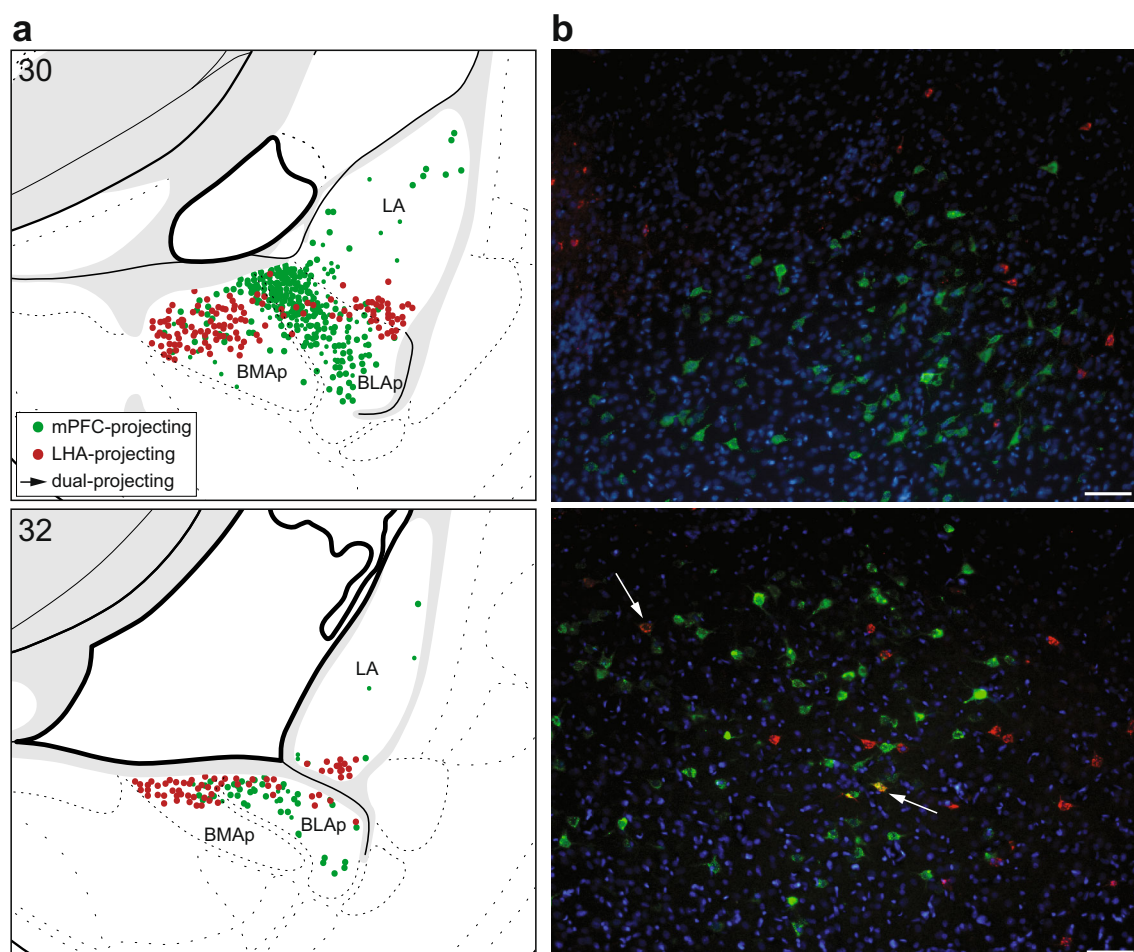 a
b
30
LA
BMAp
BLAp
mPFC-projecting
LHA-projecting
dual-projecting
32
LA
BMAp
BLAp